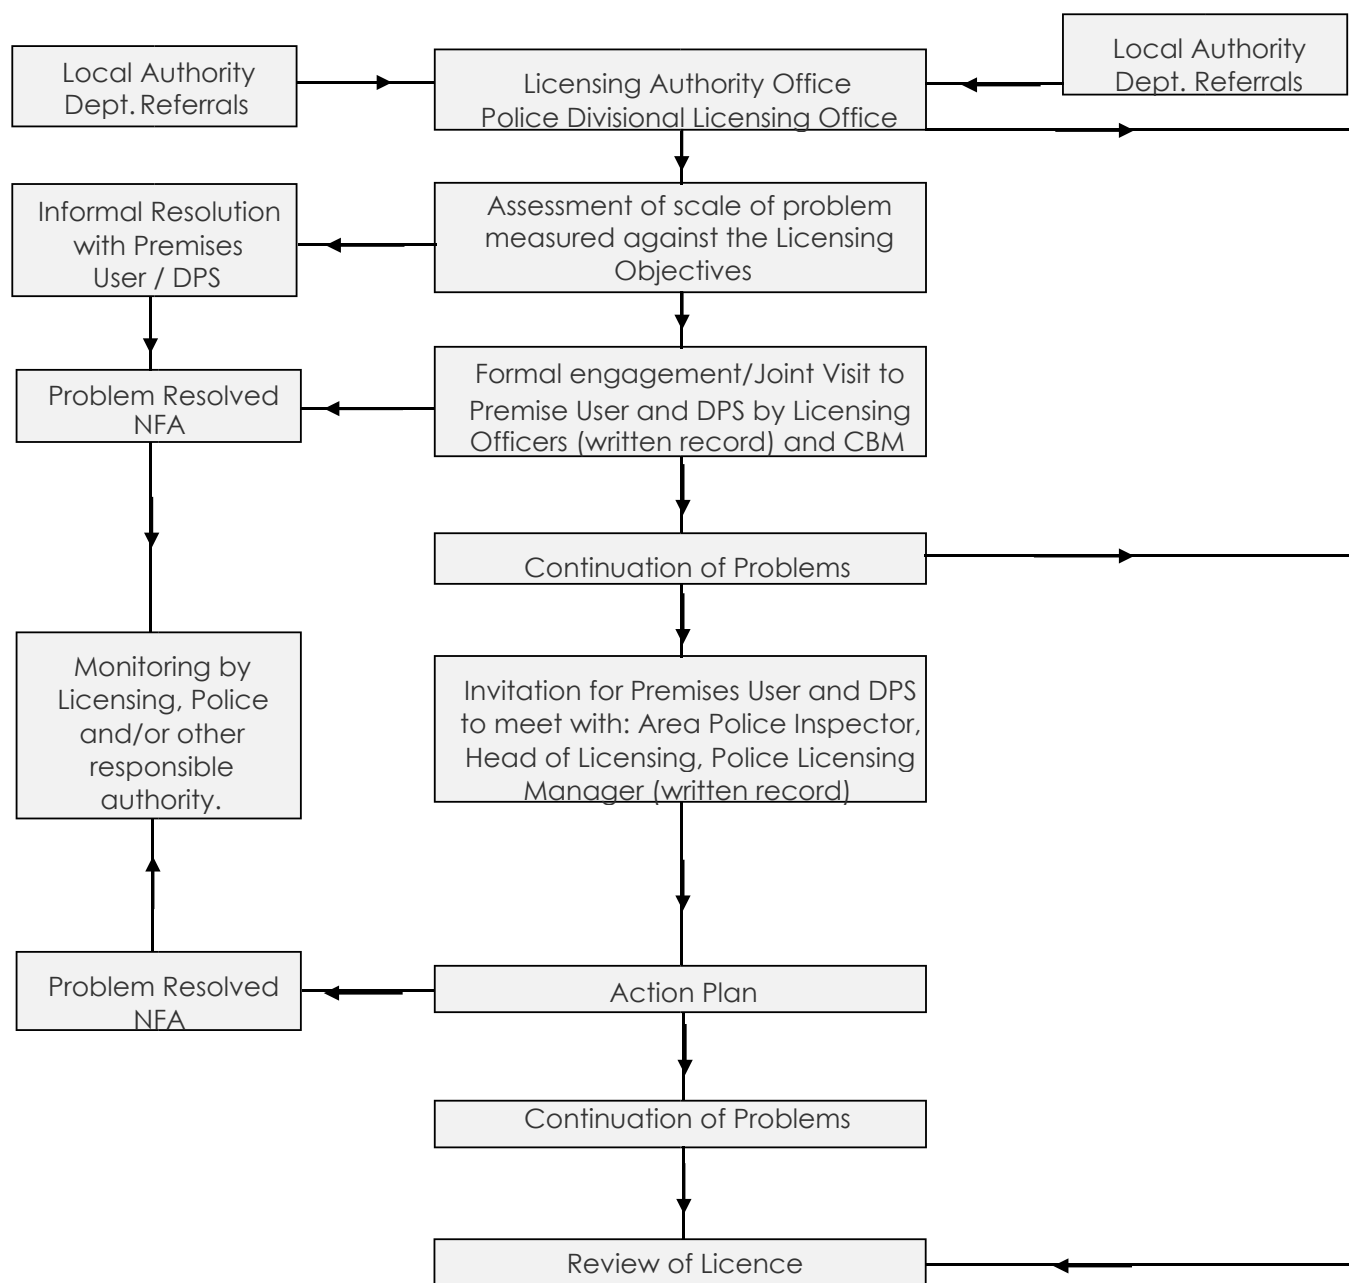 Local Authority
Dept. Referrals
Licensing Authority Office
Police Divisional Licensing Office
Local Authority
Dept. Referrals
Informal Resolution
with Premises
User / DPS
Assessment of scale of problem
measured against the Licensing
Objectives
Problem Resolved
NFA
Formal engagement/Joint Visit to
Premise User and DPS by Licensing
Officers (written record) and CBM
Continuation of Problems
Monitoring by
Licensing, Police
and/or other
responsible
authority.
Invitation for Premises User and DPS
to meet with: Area Police Inspector,
Head of Licensing, Police Licensing
Manager (written record)
Problem Resolved
NFA
Action Plan
Continuation of Problems
Review of Licence